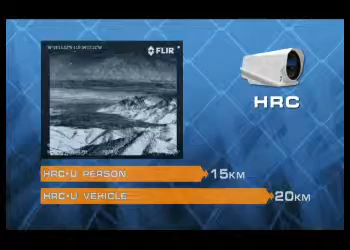 FLIR
HRC
HRC-U PERSON
15KM
HRC-U VEHICLE
20KM